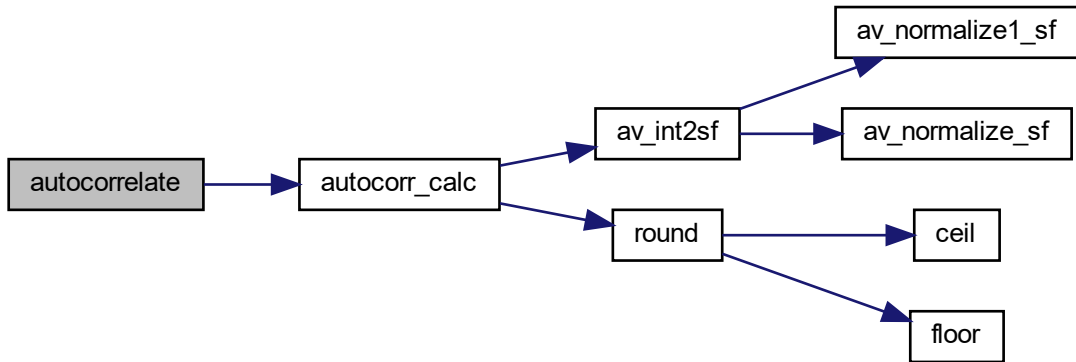 autocorrelate
autocorr_calc
av_int2sf
av_normalize1_sf
av_normalize_sf
round
ceil
floor